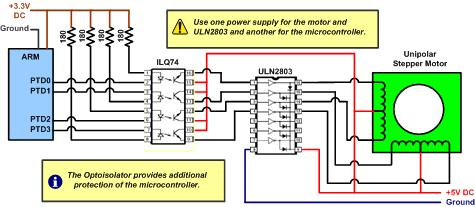 +3.3V
DC
Ground
180
180
180
180
Use one power supply for the motor and
ULN2803 and another for the microcontroller.
ARM
ILQ74
ULN2803
Unipolar
Stepper Motor
PTD0
PTD1
PTD2
PTD3
The Optoisolator provides additional
protection of the microcontroller.
+5V DC
Ground